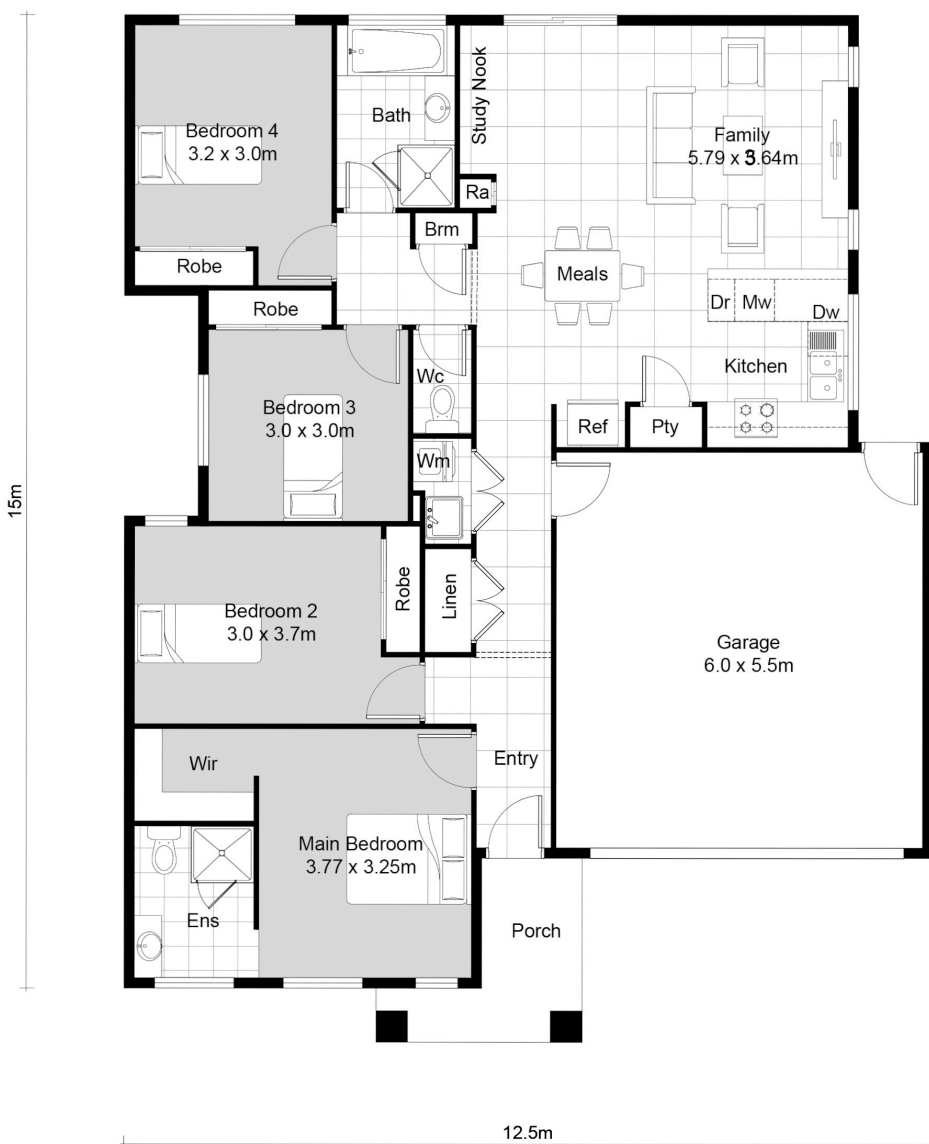 Bedroom 4
3.2 x 3.0m
Bath
Study Nook
Family
5.79 x 3.64m
Ra
Brm
Robe
Meals
Robe
Dr
Mw
Dw
Kitchen
Wc
Bedroom 3
3.0 x 3.0m
Ref
Pty
Wm
15m
Robe
Linen
Bedroom 2
3.0 x 3.7m
Garage
6.0 x 5.5m
Wir
Entry
Main Bedroom
3.77 x 3.25m
Ens
Porch
12.5m